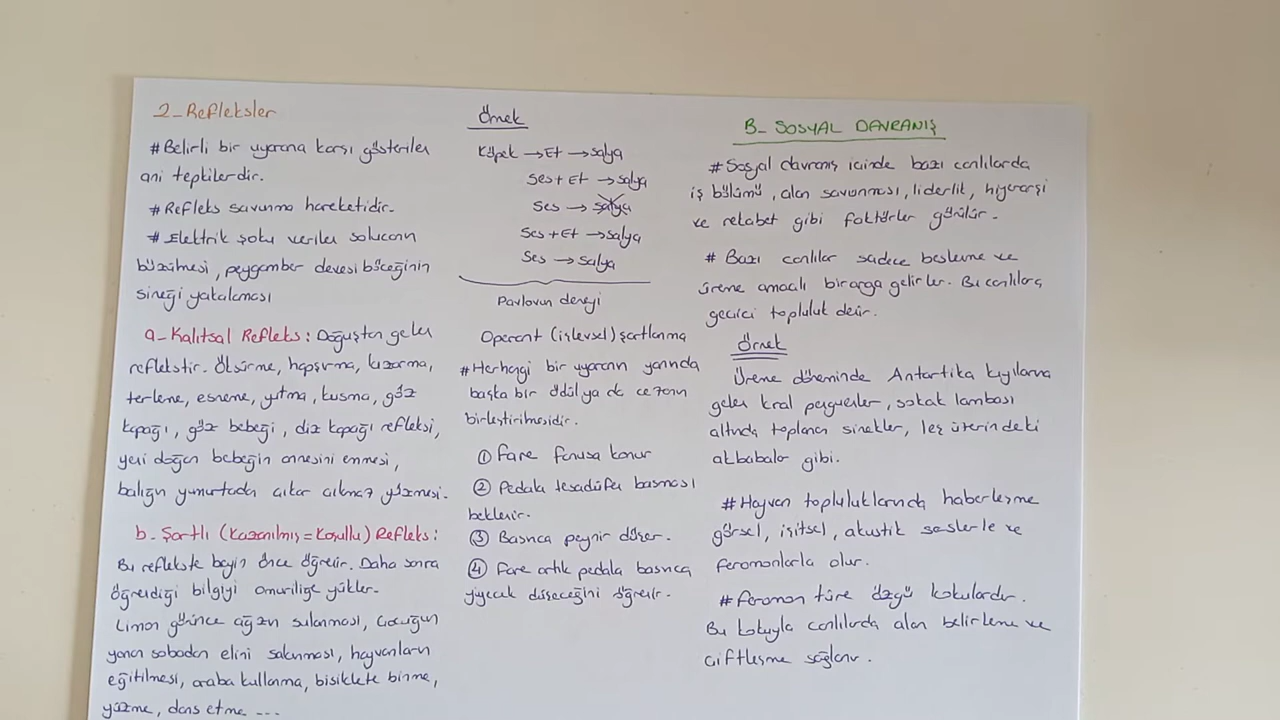 2_Refleksler
#Belirli bir uyarana karşı gösterilen
ani tepkilerdir.
#Refleks savunma hareketidir.
# Elektrik şoku verilen solucanın
büzülmesi, peygamber devesi böceğinin
sineği yakalaması
a_Kalıtsal Refleks: Doğuştan gelen
reflekstir. Öksürme, hapşırma, kızarma,
terleme, esneme, yutma, kusma, göz
kapağı, göz bebeği, diz kapağı refleksi,
yeni doğan bebeğin annesini emmesi,
balığın yumurtadan çıkar çıkmaz yüzmesi.
b_Şartlı (Kazanılmış=Koşullu) Refleks:
Bu reflekste beyin önce öğrenir. Daha sonra
öğrendiği bilgiyi omuriliğe yükler.
Limon görünce ağzın sulanması, çocuğun
yanan sobadan elini sakınması, hayvanların
eğitilmesi, araba kullanma, bisiklete binme,
yüzme, dans etme ---
Örnek
Köpek →Et →Salya
Ses+Et →Salya
Ses → Salya
Ses+Et →Salya
Ses →Salya
Pavlovun deneyi
Operant (işlevsel) şartlanma
#Herhangi bir uyaranın yanında
başka bir ödül ya da cezanın
birleştirilmesidir.
① Fare fanusa konur
② Pedala tesadüfen basması
beklenir.
③ Basınca peynir düşer.
④ Fare artık pedala basınca
yiyecek düşeceğini öğrenir.
B_ SOSYAL DAVRANIŞ
#Sosyal davranış içinde bazı canlılarda
iş bölümü, alan savunması, liderlik, hiyerarşi
ve rekabet gibi faktörler görülür.
# Bazı canlılar sadece beslenme ve
üreme amaçlı bir araya gelirler. Bu canlılara
geçici topluluk denir.
Örnek
Üreme döneminde Antartika kıyılarına
gelen kral penguenler, sokak lambası
altında toplanan sinekler, leş üzerindeki
akbabalar gibi.
#Hayvan topluluklarında haberleşme
görsel, işitsel, akustik seslerle ve
feromonlarla olur.
#Feromon türe özgü kokulardır.
Bu kokuyla canlılarda alan belirleme ve
çiftleşme sağlanır.